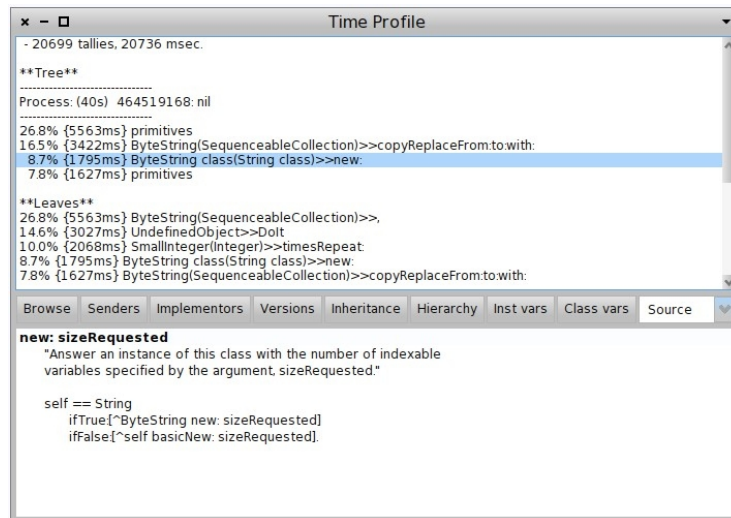 Time Profile
- 20699 tallies, 20736 msec.
**Tree**
--------------------------------
Process: (40s) 464519168: nil
--------------------------------
26.8% {5563ms} primitives
16.5% {3422ms} ByteString(SequenceableCollection)>>copyReplaceFrom:to:with:
8.7% {1795ms} ByteString class(String class)>>new:
7.8% {1627ms} primitives
**Leaves**
26.8% {5563ms} ByteString(SequenceableCollection)>>,
14.6% {3027ms} UndefinedObject>>DoIt
10.0% {2068ms} SmallInteger(Integer)>>timesRepeat:
8.7% {1795ms} ByteString class(String class)>>new:
7.8% {1627ms} ByteString(SequenceableCollection)>>copyReplaceFrom:to:with:
Browse Senders Implementors Versions Inheritance Hierarchy Inst vars Class vars Source
new: sizeRequested
"Answer an instance of this class with the number of indexable
variables specified by the argument, sizeRequested."
self == String
ifTrue:[^ByteString new: sizeRequested]
ifFalse:[^self basicNew: sizeRequested].